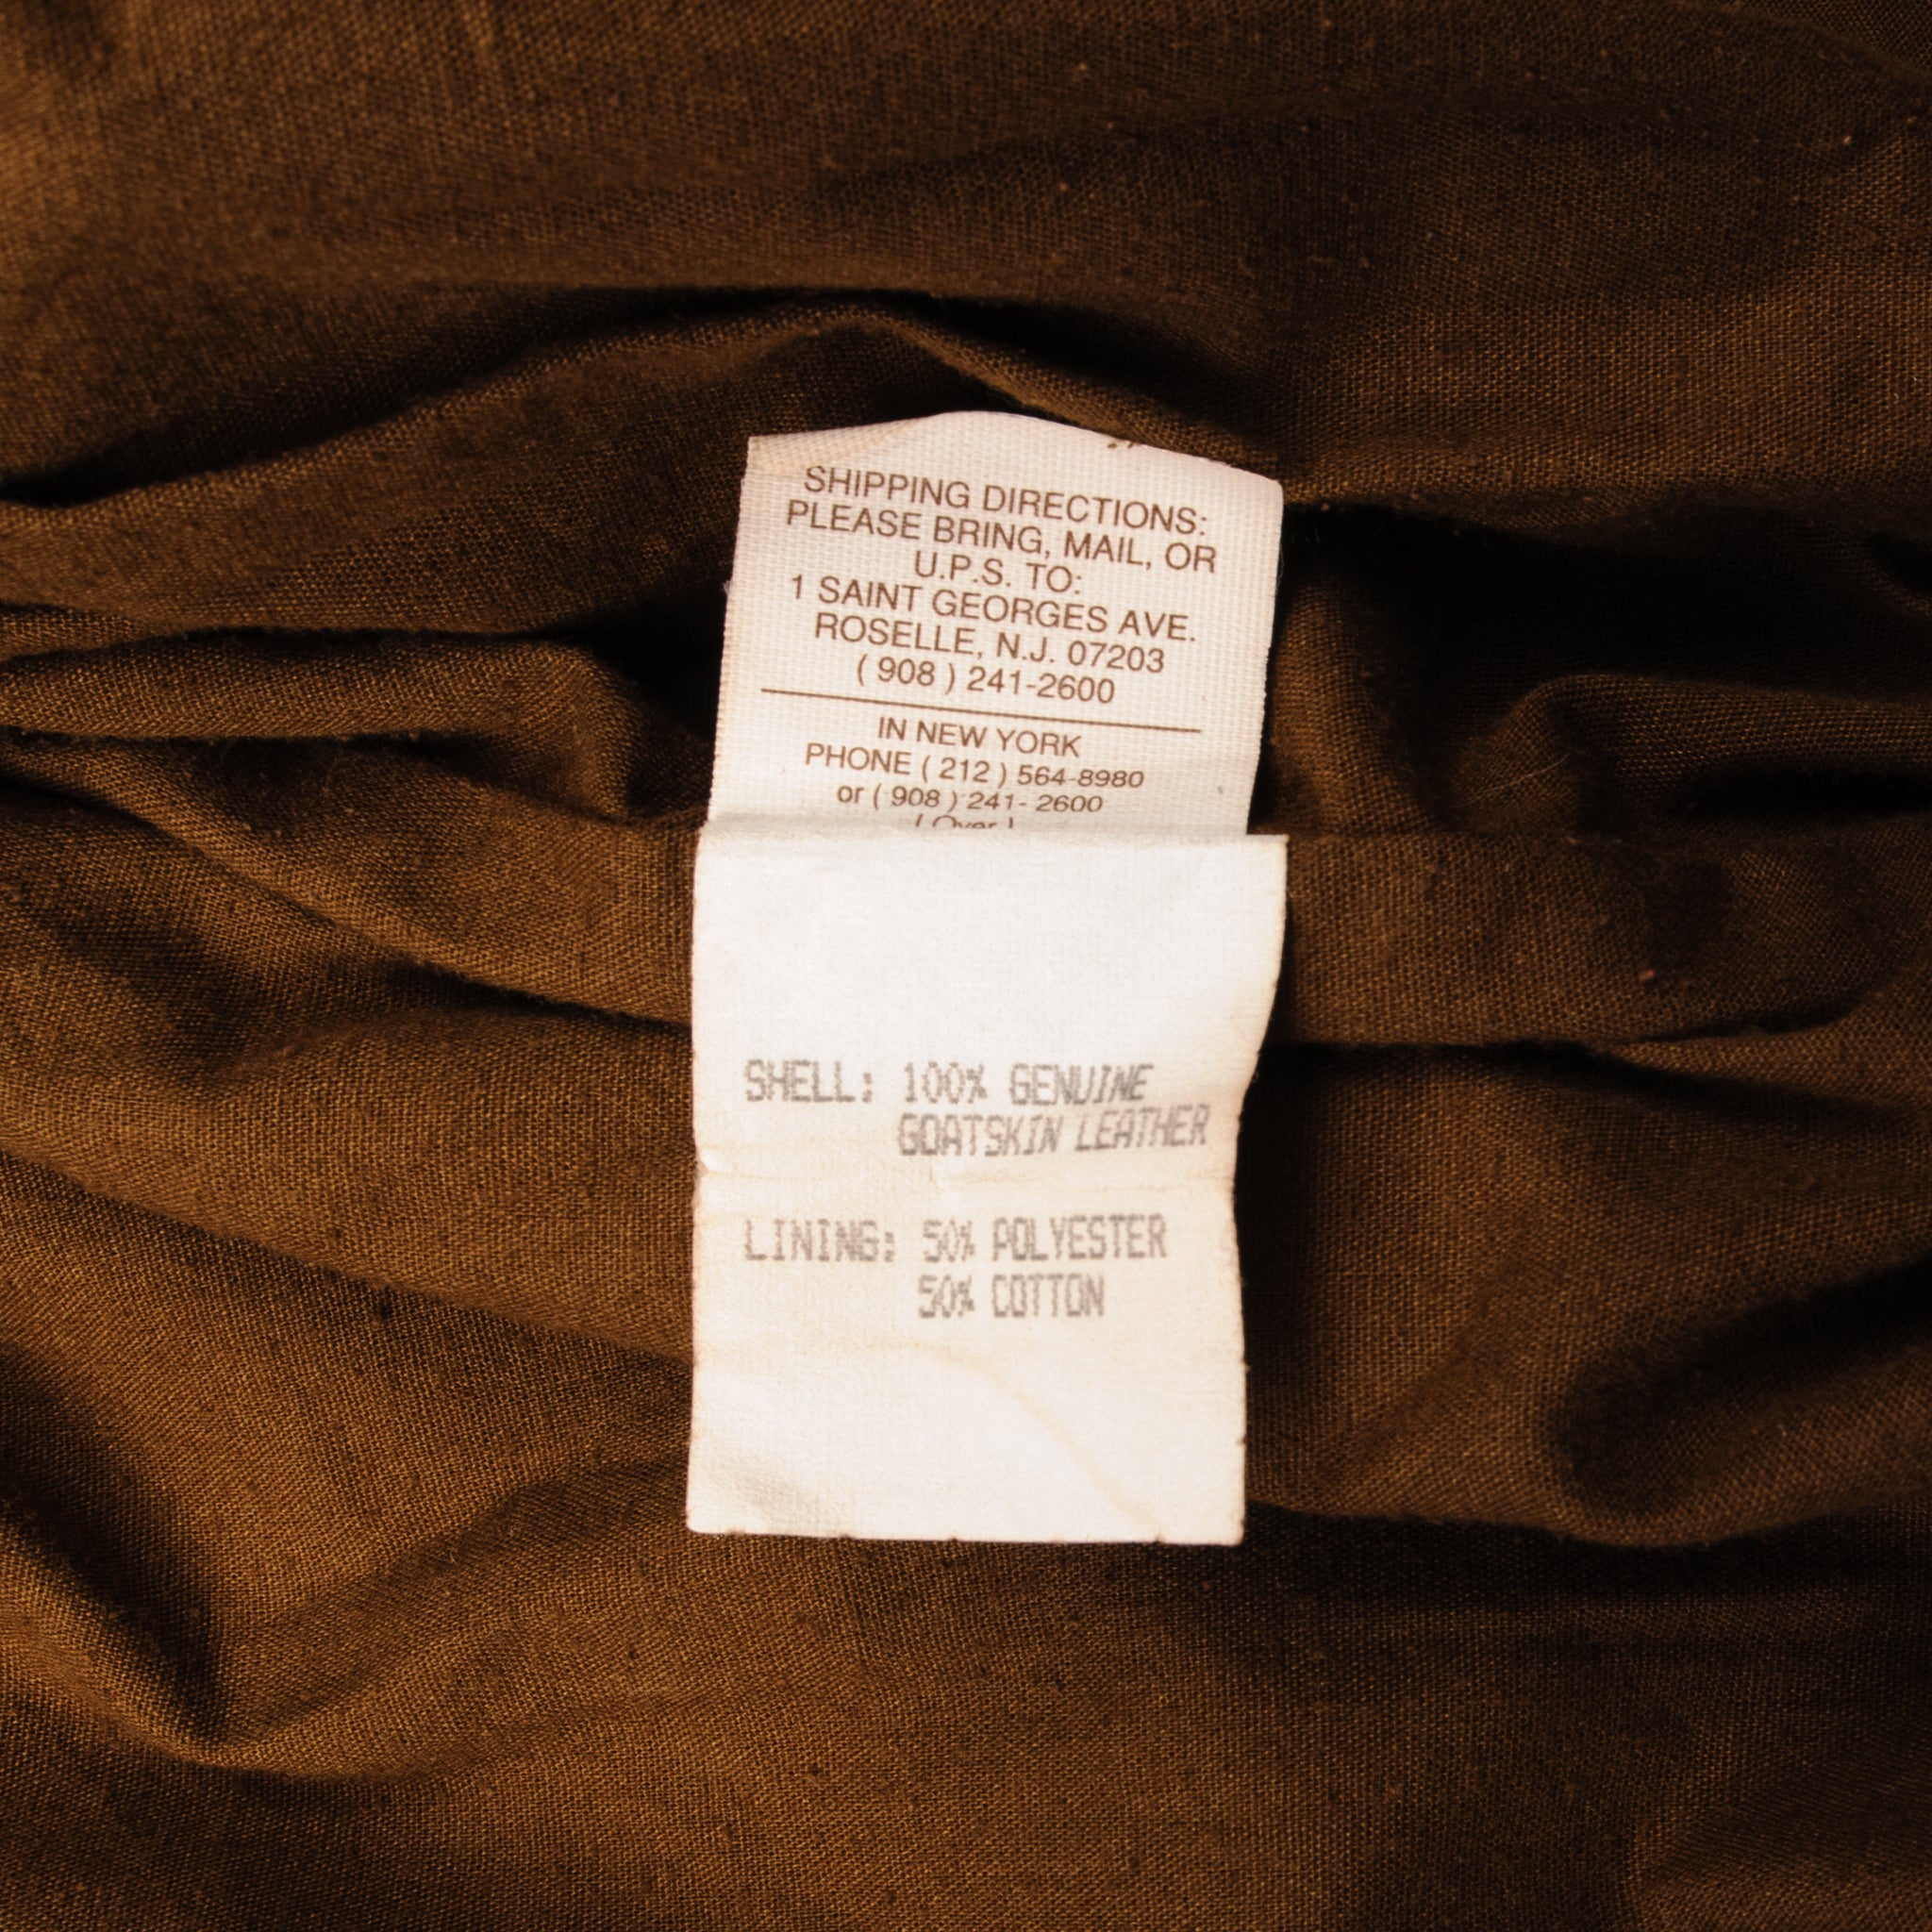 SHIPPING DIRECTIONS:
PLEASE BRING, MAIL, OR
U.P.S. TO:
1 SAINT GEORGES AVE.
ROSELLE, N.J. 07203
( 908 ) 241-2600
IN NEW YORK
PHONE ( 212 ) 564-8980
or ( 908 ) 241- 2600
( Over )
SHELL: 100% GENUINE
GOATSKIN LEATHER
LINING: 50% POLYESTER
50% COTTON